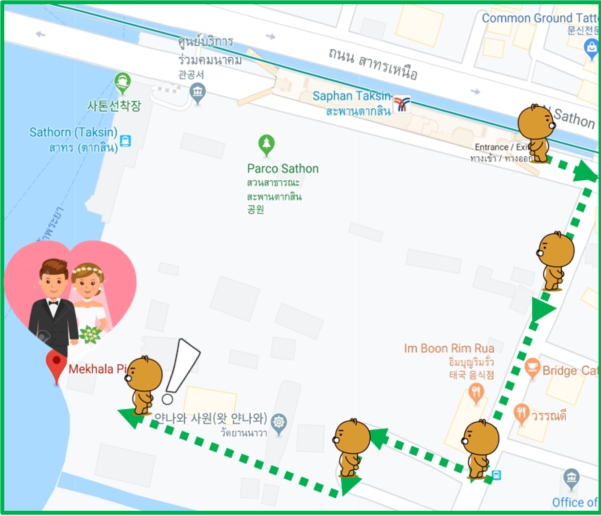 Common Ground Tatt
문신전문
ถนน สาทรเหนือ
ศูนย์บริการ
ร่วมคมนาคม
관공서
사톤선착장
Saphan Taksin
สะพานตากสิน
Sathon
Sathorn (Taksin)
สาทร (ตากสิน)
Entrance / Exi
ทางเข้า / ทางออก
Parco Sathon
สวนสาธารณะ
สะพานตากสิน
공원
Mekhala Pi
Im Boon Rim Rua
อิ่มบุญริมรั้ว
태국 음식점
Bridge Cat
วรรณดี
얀나와 사원(왓 얀나와)
วัดยานนาวา
Office of